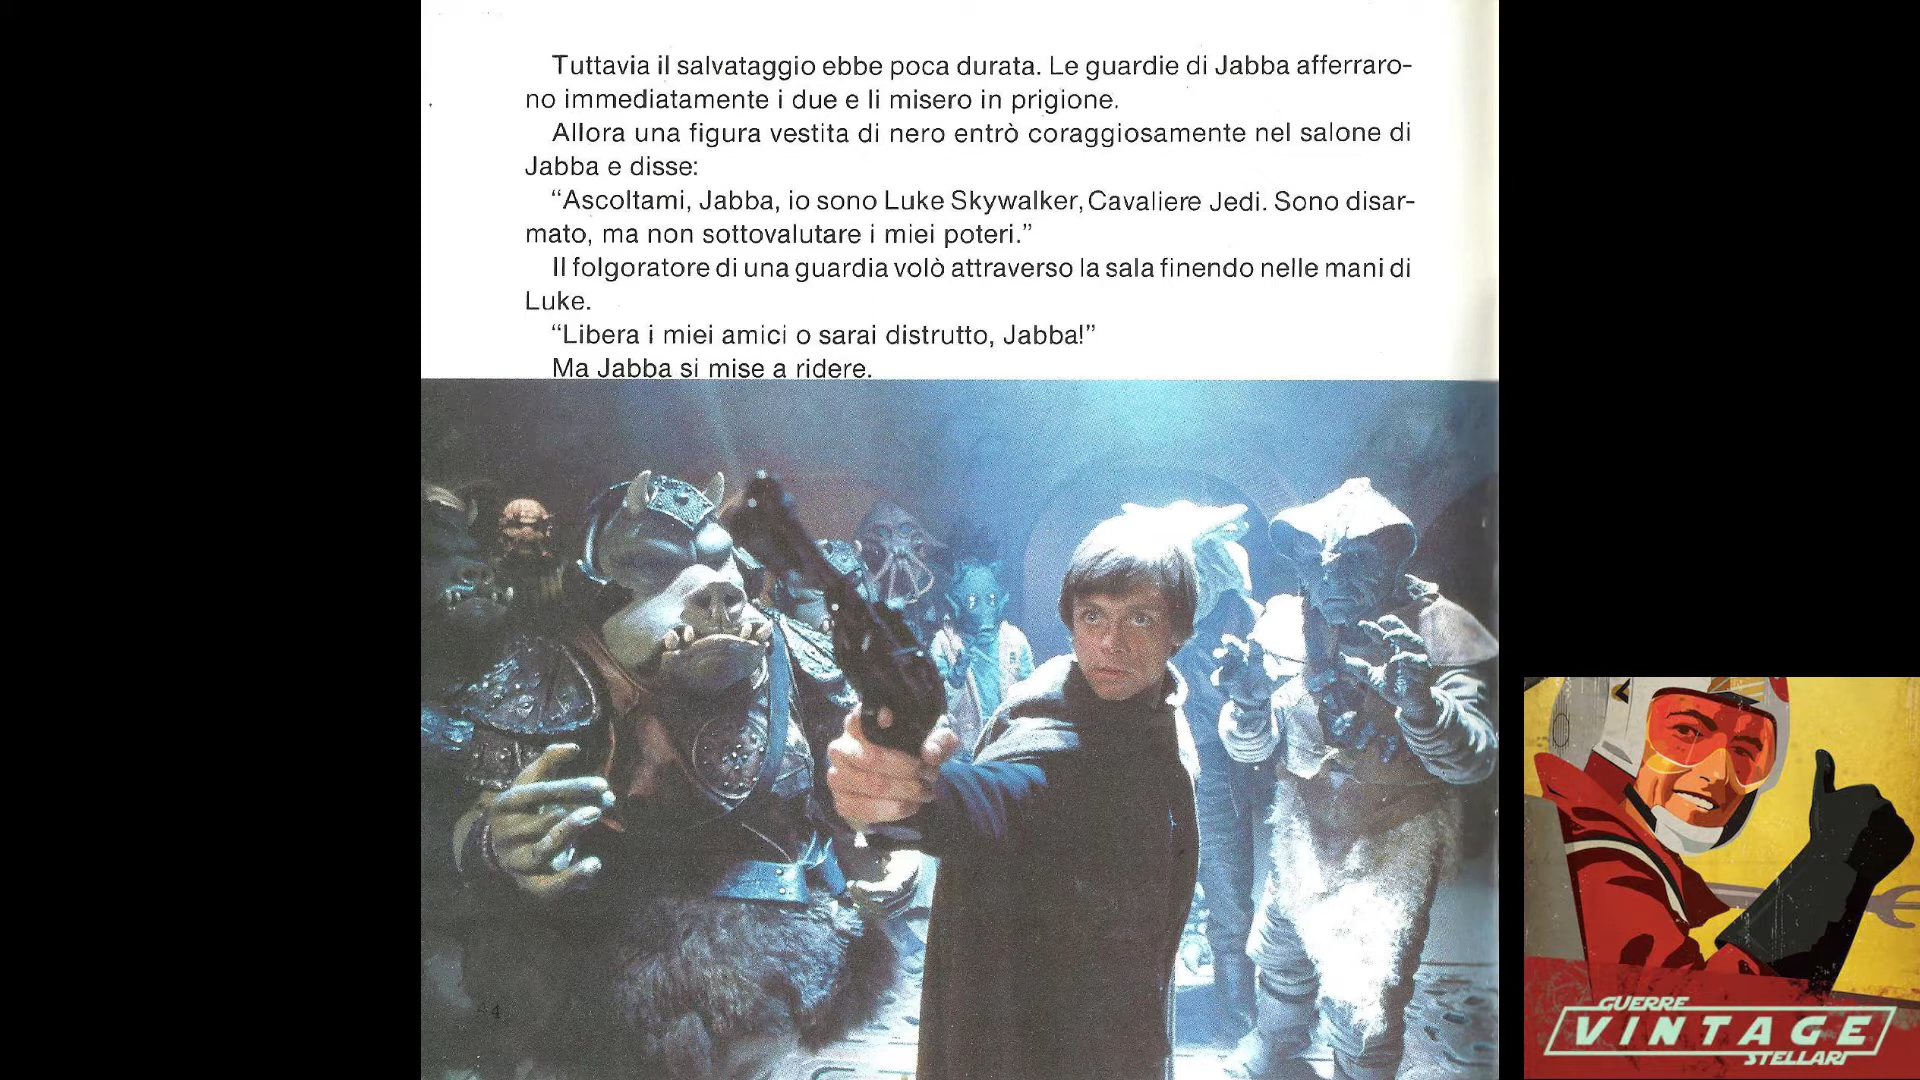 Tuttavia il salvataggio ebbe poca durata. Le guardie di Jabba afferraro-
no immediatamente i due e li misero in prigione.
Allora una figura vestita di nero entrò coraggiosamente nel salone di
Jabba e disse:
“Ascoltami, Jabba, io sono Luke Skywalker, Cavaliere Jedi. Sono disar-
mato, ma non sottovalutare i miei poteri.”
Il folgoratore di una guardia volò attraverso la sala finendo nelle mani di
Luke.
“Libera i miei amici o sarai distrutto, Jabba!”
Ma Jabba si mise a ridere.
44
GUERRE
VINTAGE
STELLARI